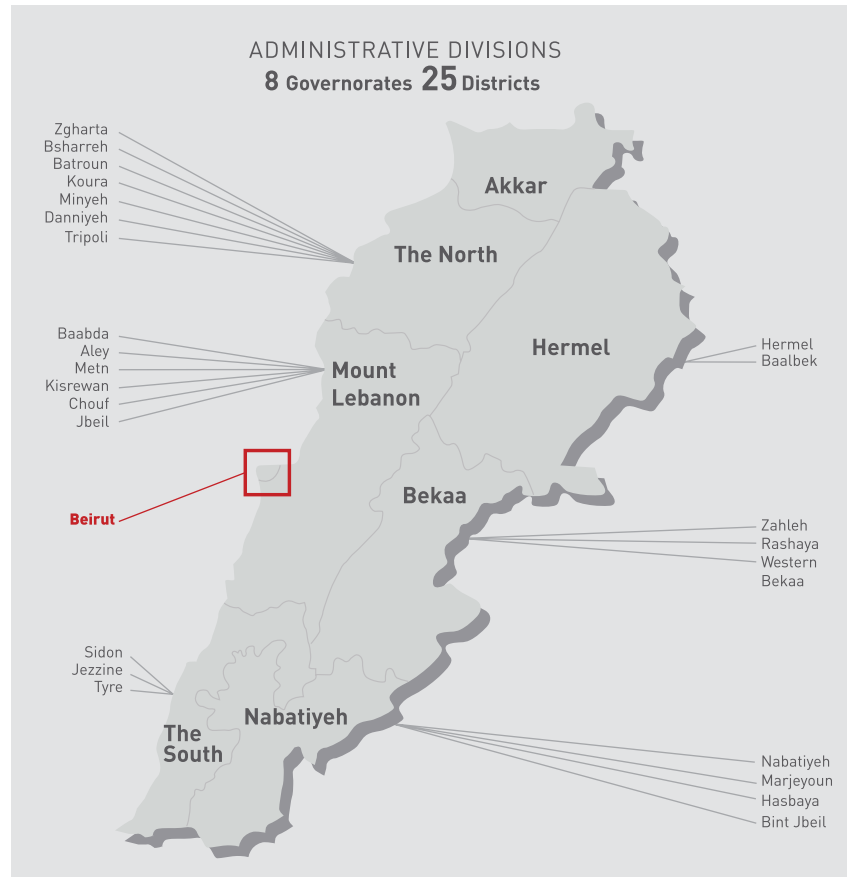 ADMINISTRATIVE DIVISIONS
8 Governorates 25 Districts
Zgharta
Bsharreh
Batroun
Koura
Minyeh
Danniyeh
Tripoli
Akkar
The North
Baabda
Aley
Metn
Kisrewan
Chouf
Jbeil
Mount
Lebanon
Hermel
Hermel
Baalbek
Beirut
Bekaa
Zahleh
Rashaya
Western
Bekaa
Sidon
Jezzine
Tyre
The
South
Nabatiyeh
Nabatiyeh
Marjeyoun
Hasbaya
Bint Jbeil